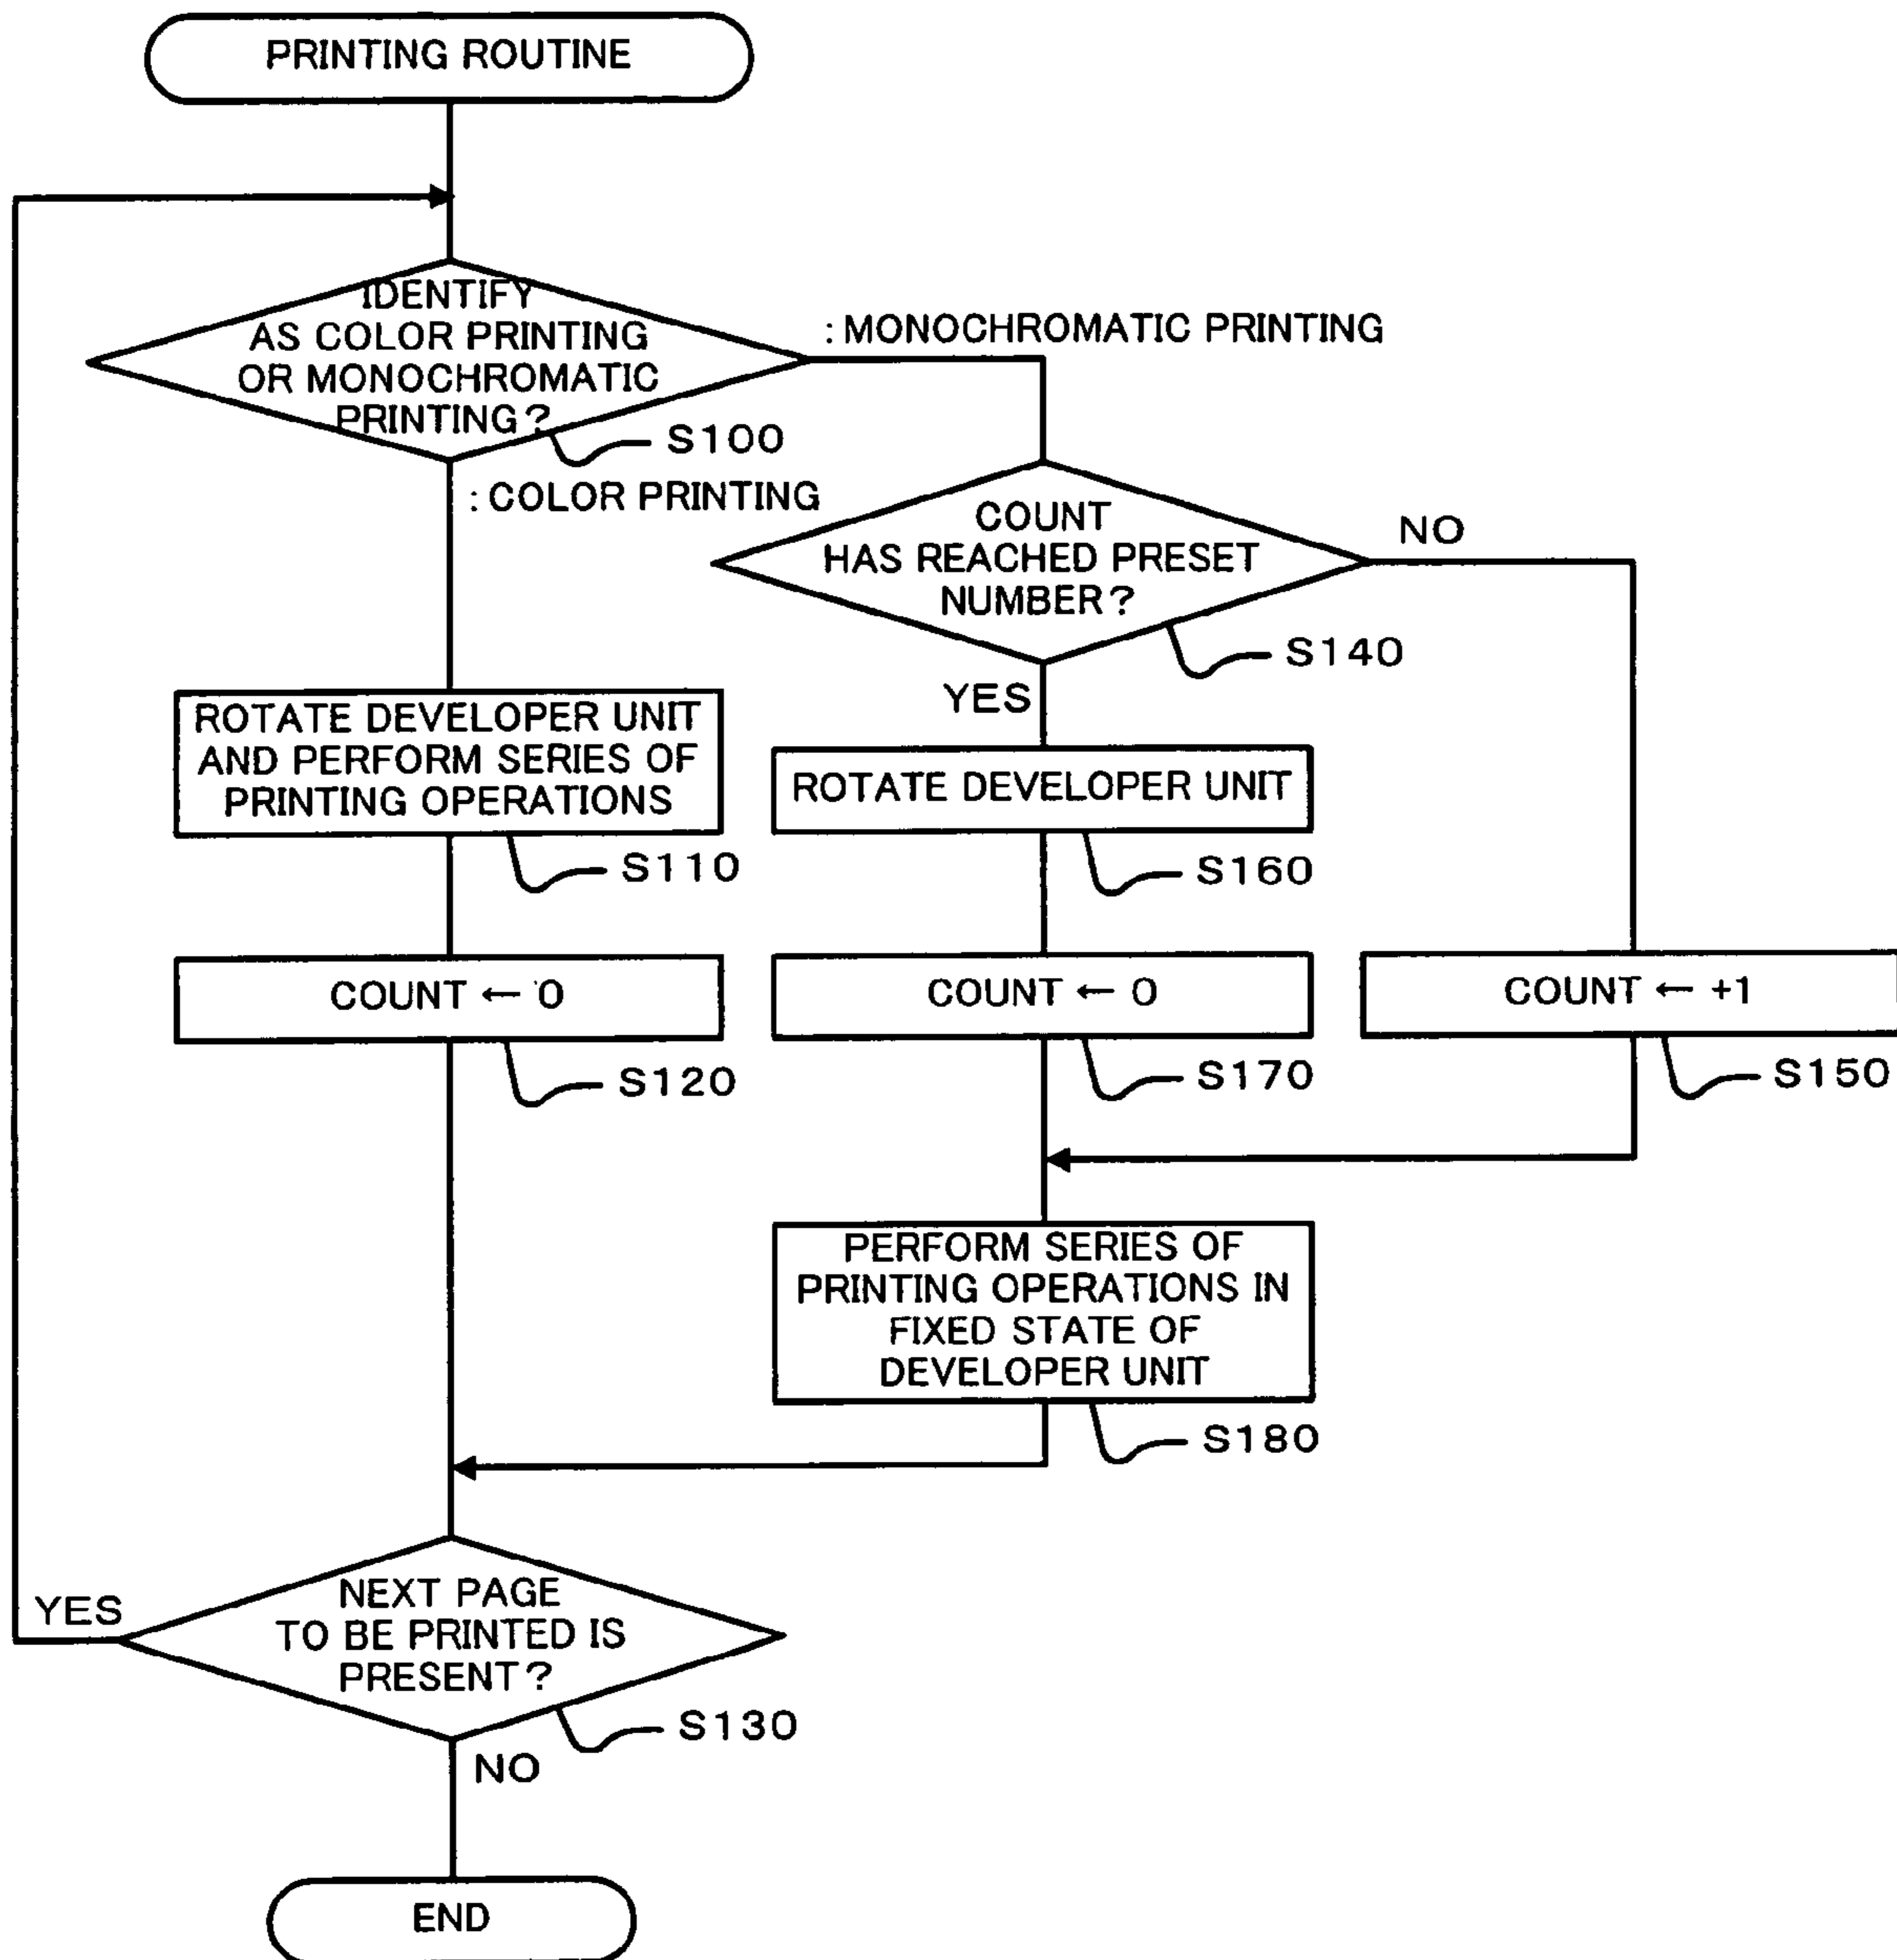 PRINTING ROUTINE
IDENTIFY
AS COLOR PRINTING
OR MONOCHROMATIC
PRINTING?
: MONOCHROMATIC PRINTING
S100
: COLOR PRINTING
COUNT
HAS REACHED PRESET
NUMBER?
NO
S140
YES
ROTATE DEVELOPER UNIT
AND PERFORM SERIES OF
PRINTING OPERATIONS
S110
ROTATE DEVELOPER UNIT
S160
COUNT ← 0
S120
COUNT ← 0
S170
COUNT ← +1
S150
PERFORM SERIES OF
PRINTING OPERATIONS IN
FIXED STATE OF
DEVELOPER UNIT
S180
NEXT PAGE
TO BE PRINTED IS
PRESENT?
YES
S130
NO
END